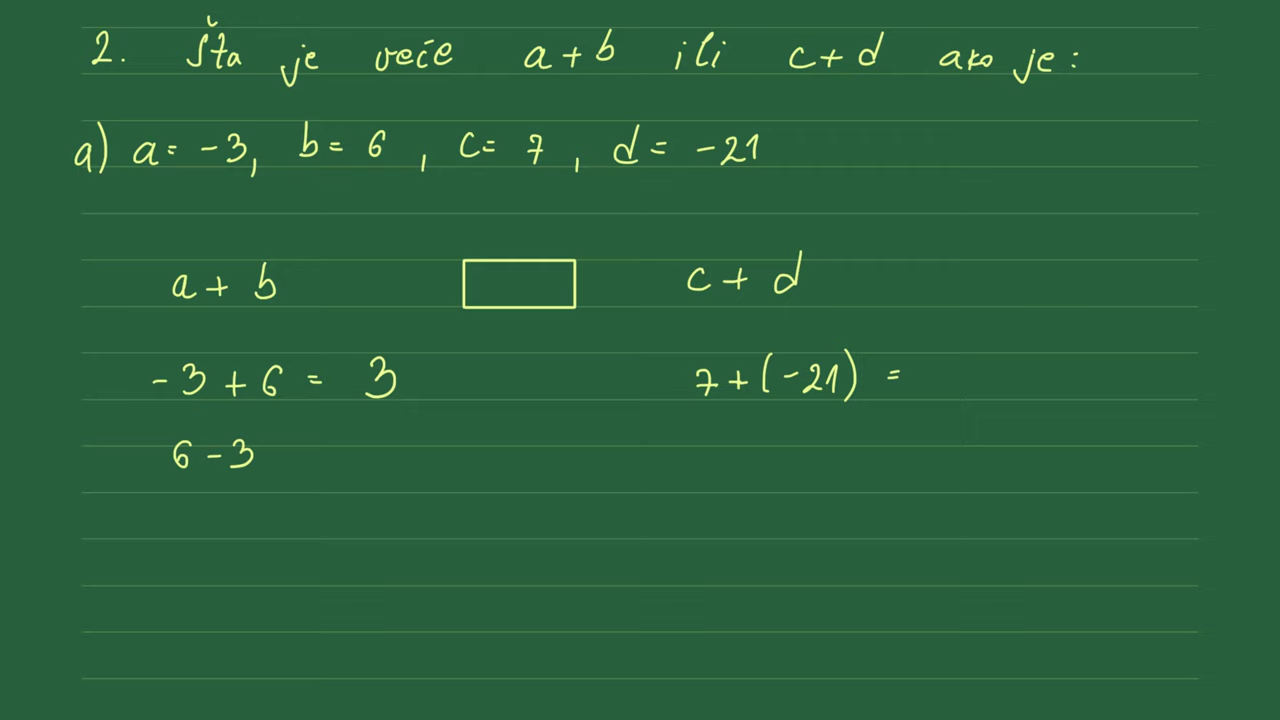 2. Šta je veće a+b ili c+d ako je:
a) a= -3, b= 6, c= 7, d= -21
a+b c+d
-3+6= 3 7+(-21) =
6-3